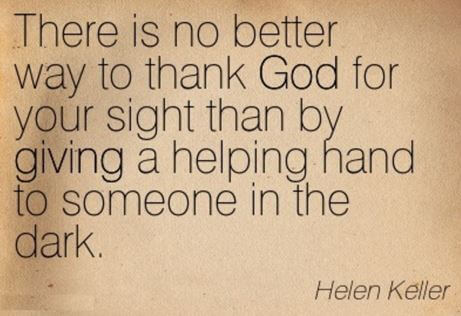 There is no better
way to thank God for
your sight than by
giving a helping hand
to someone in the
dark.
Helen Keller